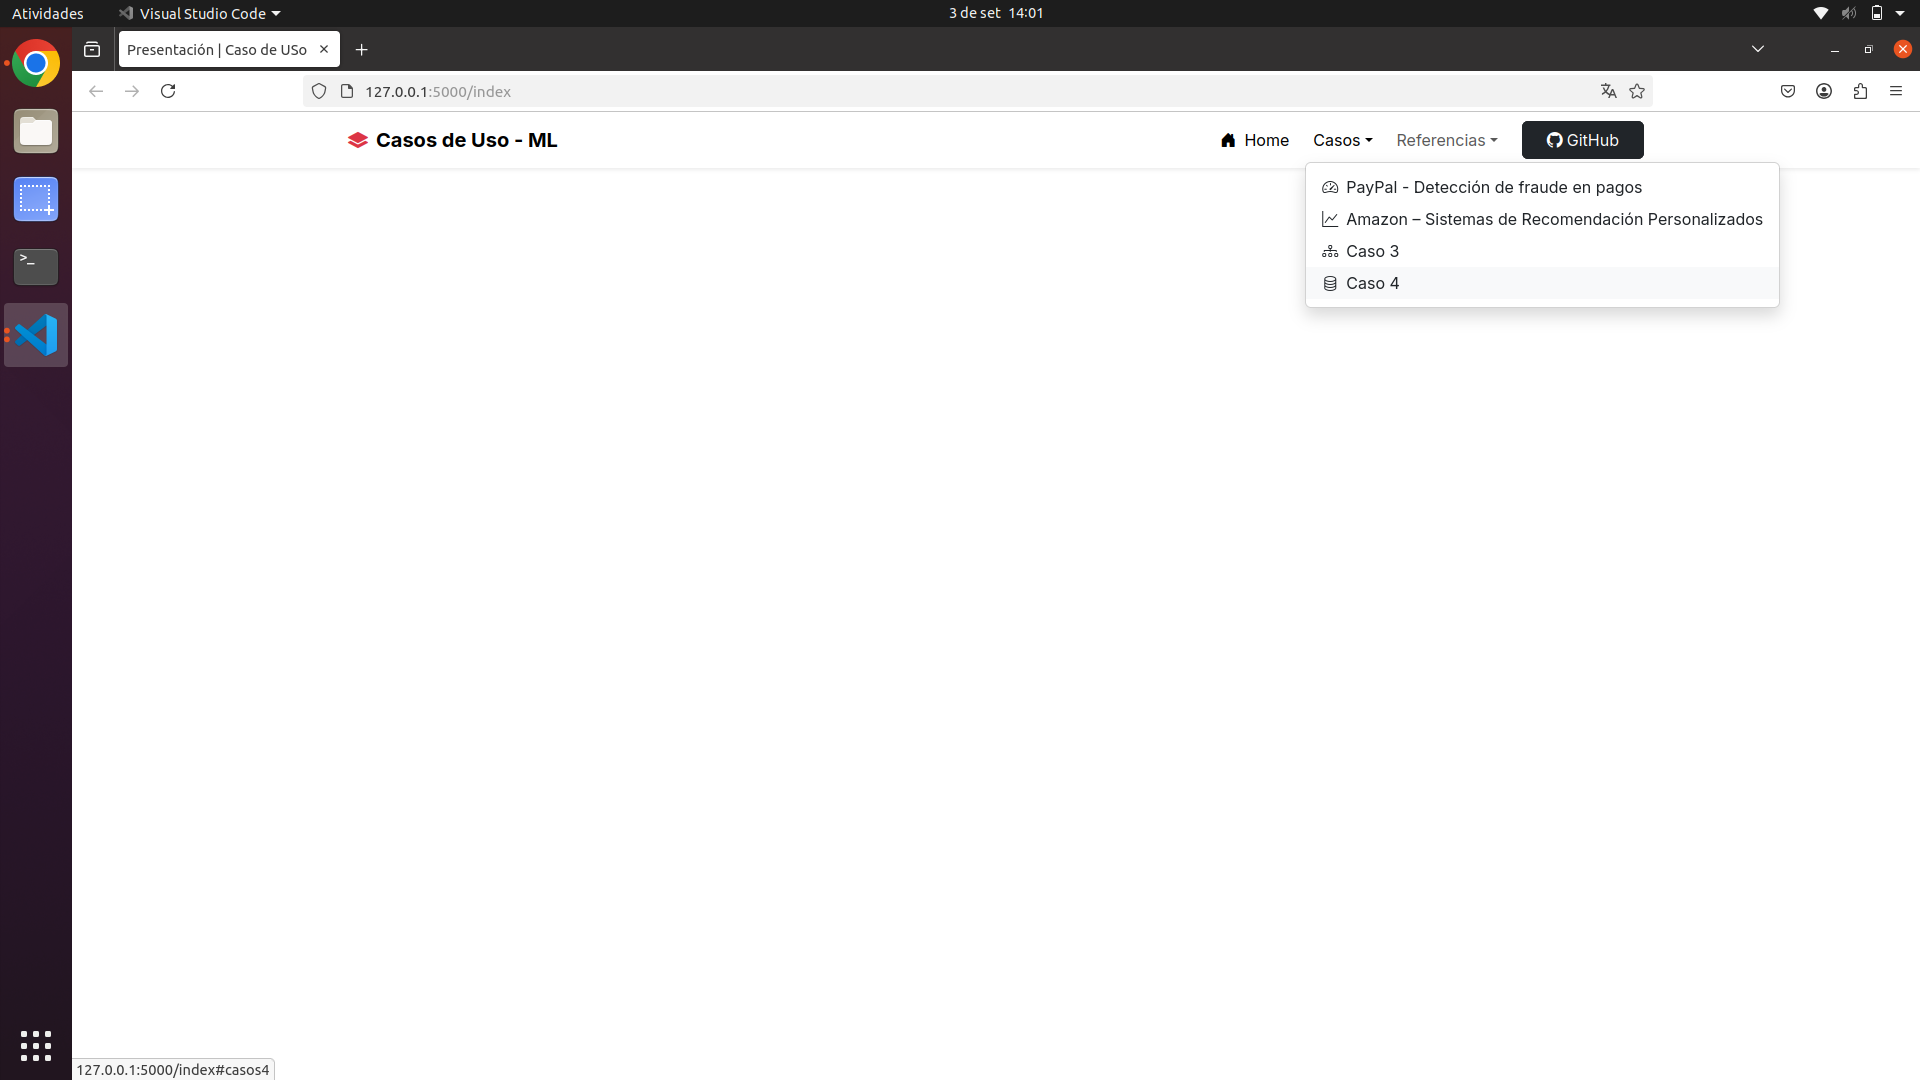 Atividades
Visual Studio Code
3 de set 14:01
Presentación | Caso de USo
127.0.0.1:5000/index
Casos de Uso - ML
Home
Casos
Referencias
GitHub
PayPal - Detección de fraude en pagos
Amazon – Sistemas de Recomendación Personalizados
Caso 3
Caso 4
127.0.0.1:5000/index#casos4